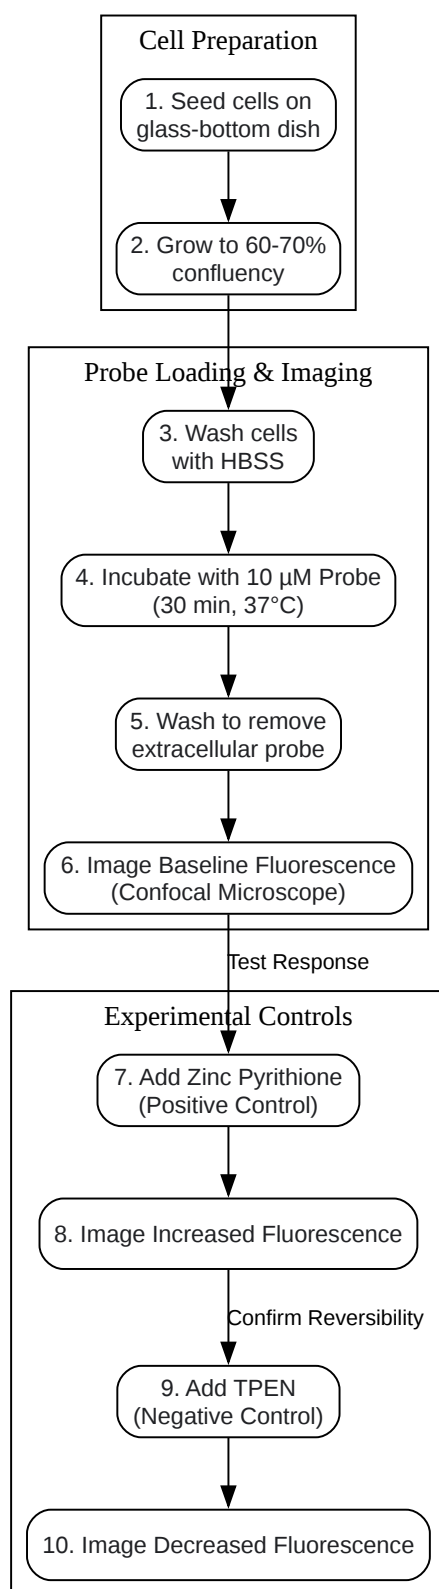 Cell Preparation
1. Seed cells on
glass-bottom dish
2. Grow to 60-70%
confluency
Probe Loading & Imaging
3. Wash cells
with HBSS
4. Incubate with 10 µM Probe
(30 min, 37°C)
5. Wash to remove
extracellular probe
6. Image Baseline Fluorescence
(Confocal Microscope)
Test Response
Experimental Controls
7. Add Zinc Pyrithione
(Positive Control)
8. Image Increased Fluorescence
Confirm Reversibility
9. Add TPEN
(Negative Control)
10. Image Decreased Fluorescence